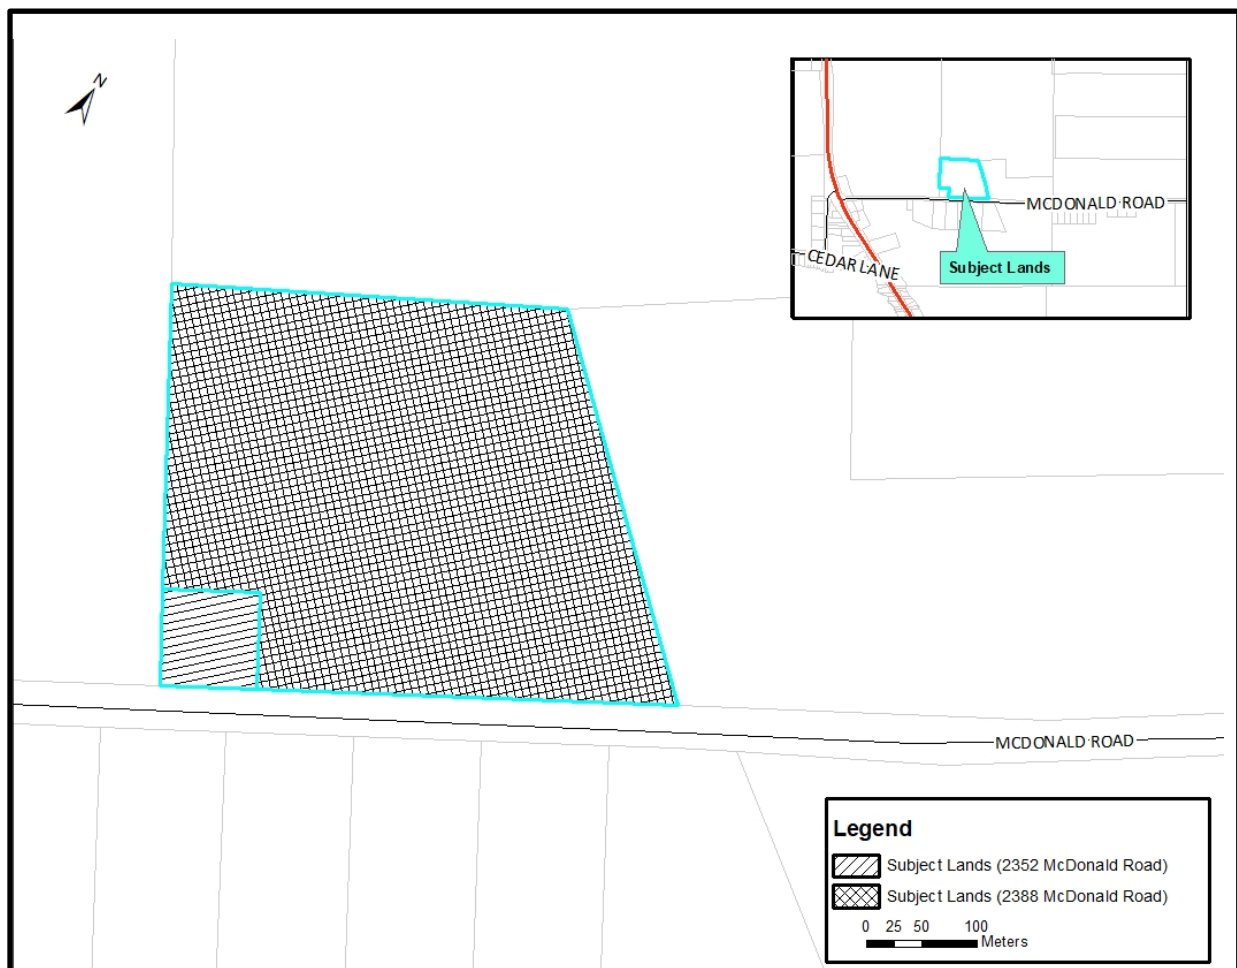 N
MCDONALD ROAD
CEDAR LANE
Subject Lands
MCDONALD ROAD
Legend
Subject Lands (2352 McDonald Road)
Subject Lands (2388 McDonald Road)
0 25 50 100
Meters